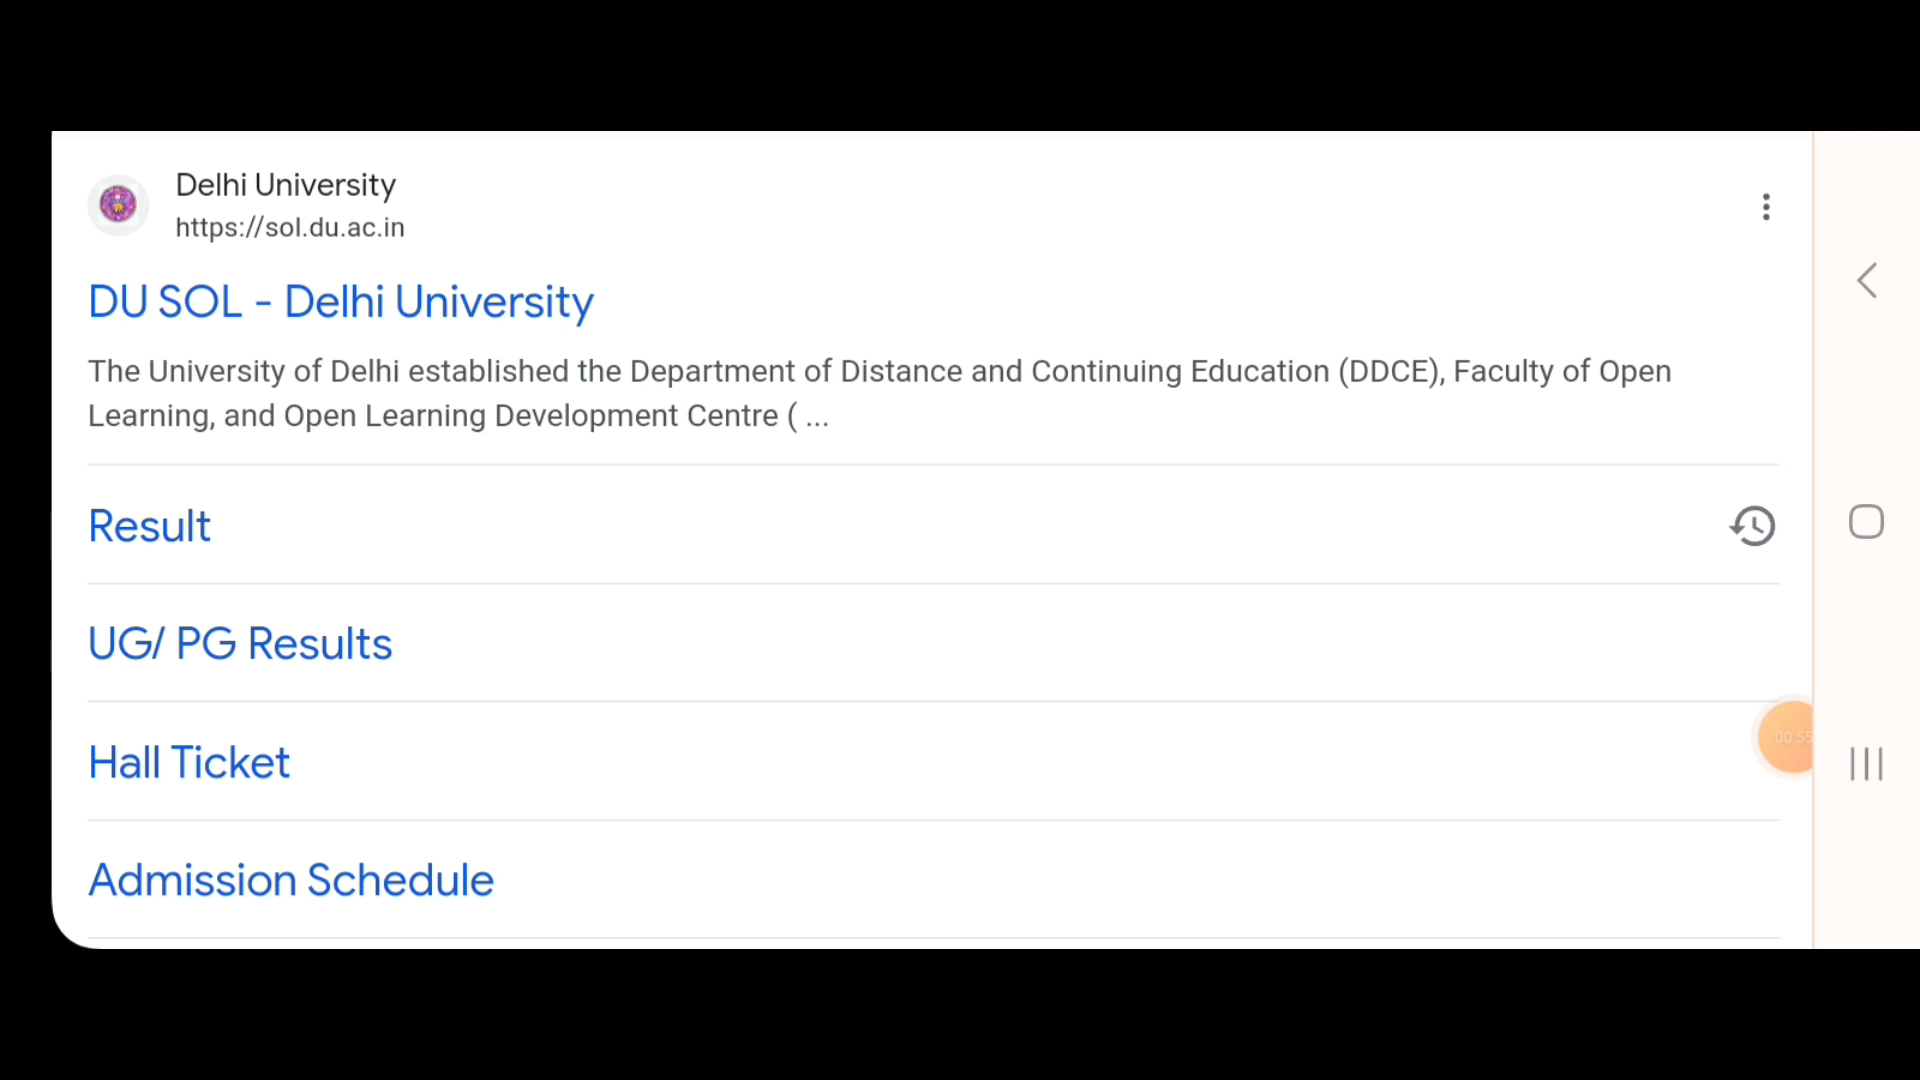 Delhi University
https://sol.du.ac.in
DU SOL - Delhi University
The University of Delhi established the Department of Distance and Continuing Education (DDCE), Faculty of Open
Learning, and Open Learning Development Centre ( ...
Result
UG/ PG Results
Hall Ticket
00:55
Admission Schedule